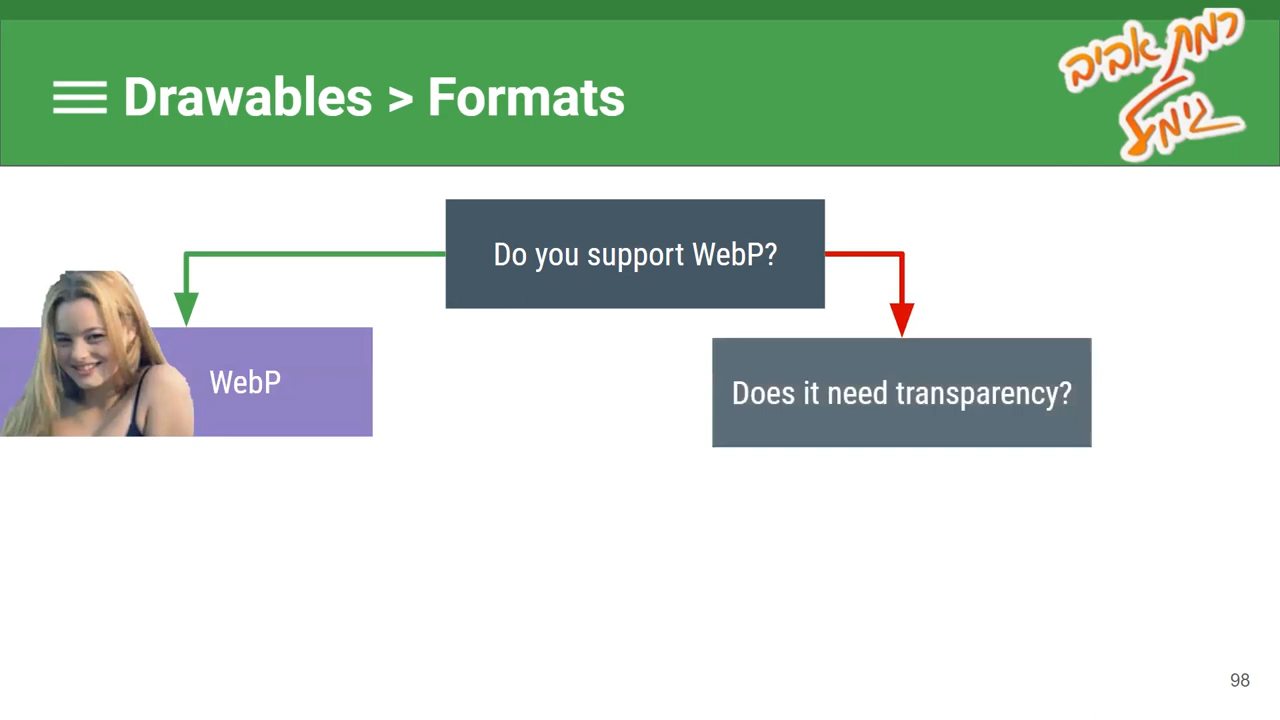 Drawables > Formats
רמת אביב
גימל
Do you support WebP?
WebP
Does it need transparency?
98